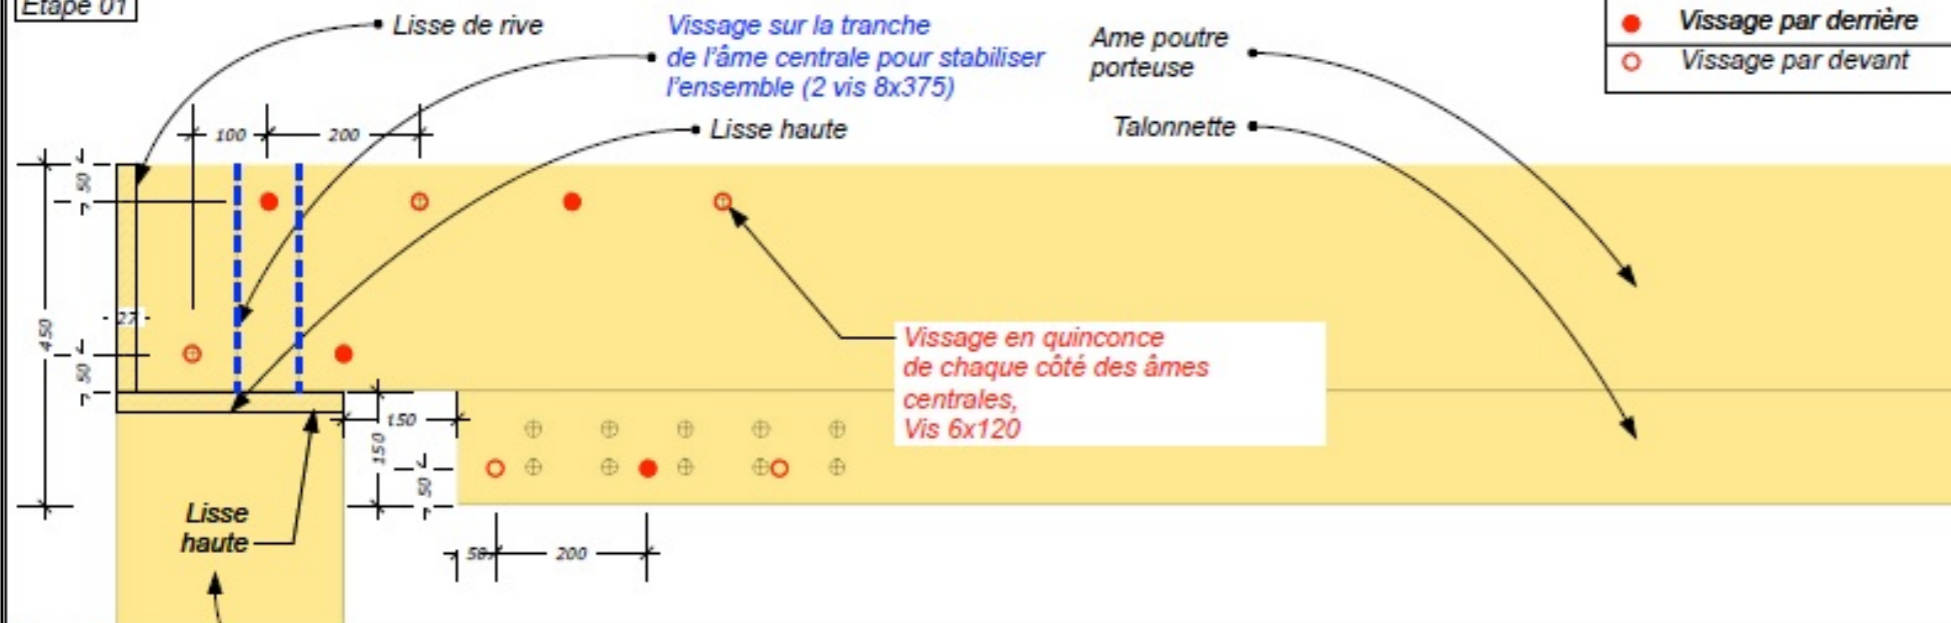 Etape 01
Lisse de rive
Vissage sur la tranche
de l'âme centrale pour stabiliser
l'ensemble (2 vis 8x375)
Ame poutre
porteuse
Vissage par derrière
Vissage par devant
Lisse haute
Talonnette
100
200
50
27
450
50
Vissage en quinconce
de chaque côté des âmes
centrales,
Vis 6x120
150
150
50
Lisse
haute
50
200